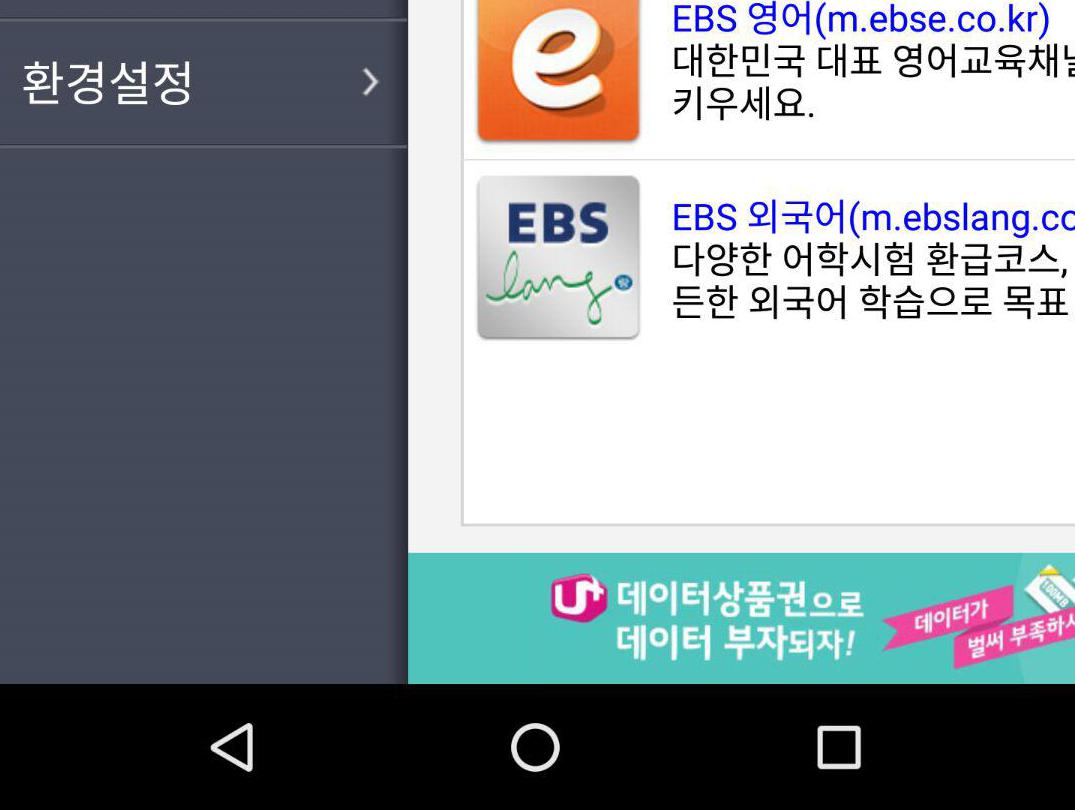 환경설정
e
EBS 영어(m.ebse.co.kr)
대한민국 대표 영어교육채널
키우세요.
EBS
lang
EBS 외국어(m.ebslang.co
다양한 어학시험 환급코스,
든한 외국어 학습으로 목표
U+ 데이터상품권으로
데이터 부자되자!
데이터가
벌써 부족하시
100MB